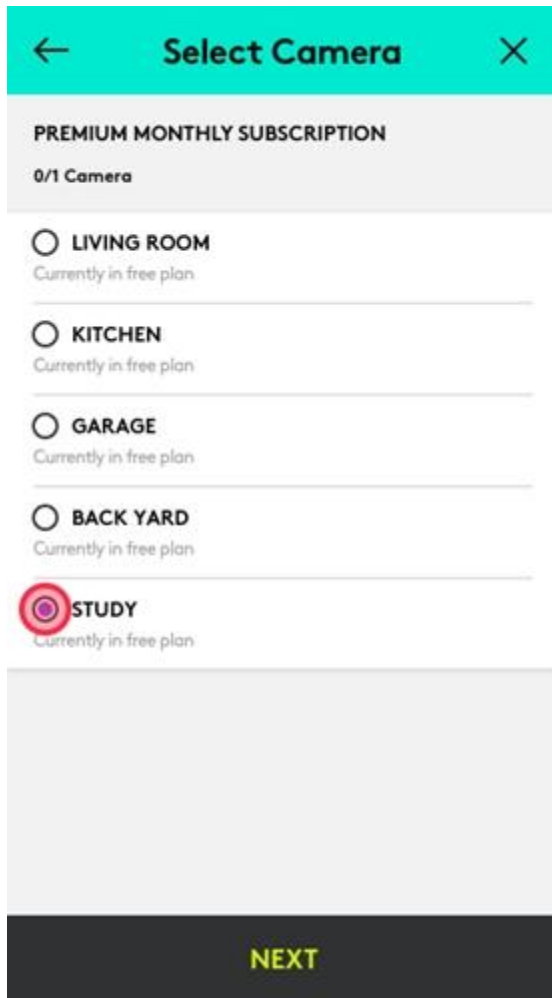 Select Camera
PREMIUM MONTHLY SUBSCRIPTION
0/1 Camera
LIVING ROOM
Currently in free plan
KITCHEN
Currently in free plan
GARAGE
Currently in free plan
BACK YARD
Currently in free plan
STUDY
Currently in free plan
NEXT